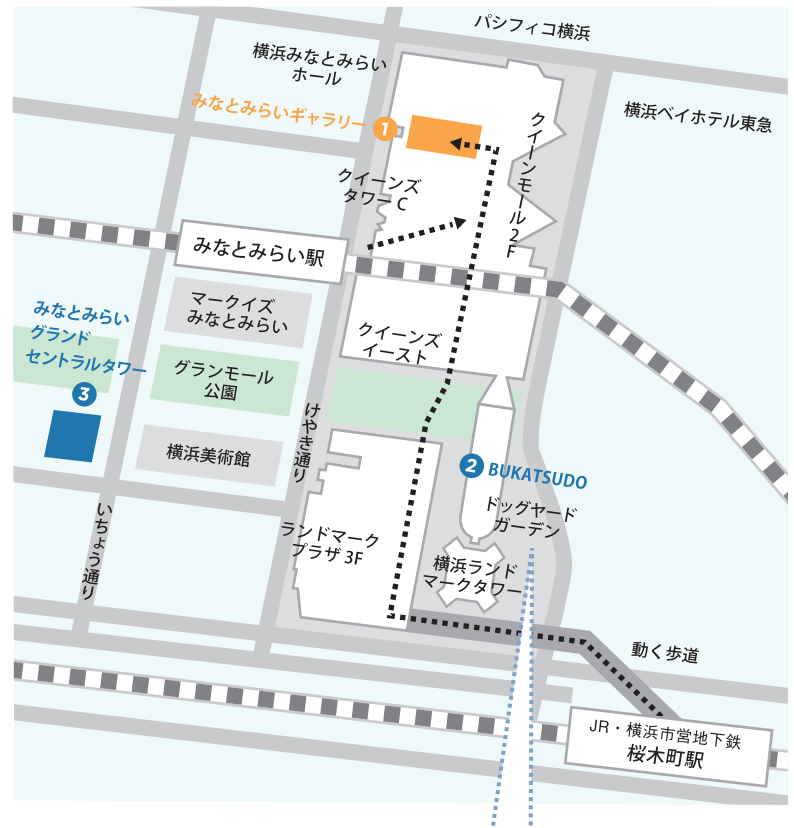 パシフィコ横浜
横浜みなとみらい
ホール
みなとみらいギャラリー
1
横浜ベイホテル東急
クイーンモール2F
クイーンズ
タワー C
みなとみらい駅
マークイズ
みなとみらい
みなとみらい
グランド
セントラルタワー
3
クイーンズ
イースト
グランモール
公園
けやき通り
横浜美術館
2
BUKATSUDO
ドッグヤード
ガーデン
いちょう通り
ランドマーク
プラザ 3F
横浜ランド
マークタワー
動く歩道
JR・横浜市営地下鉄
桜木町駅